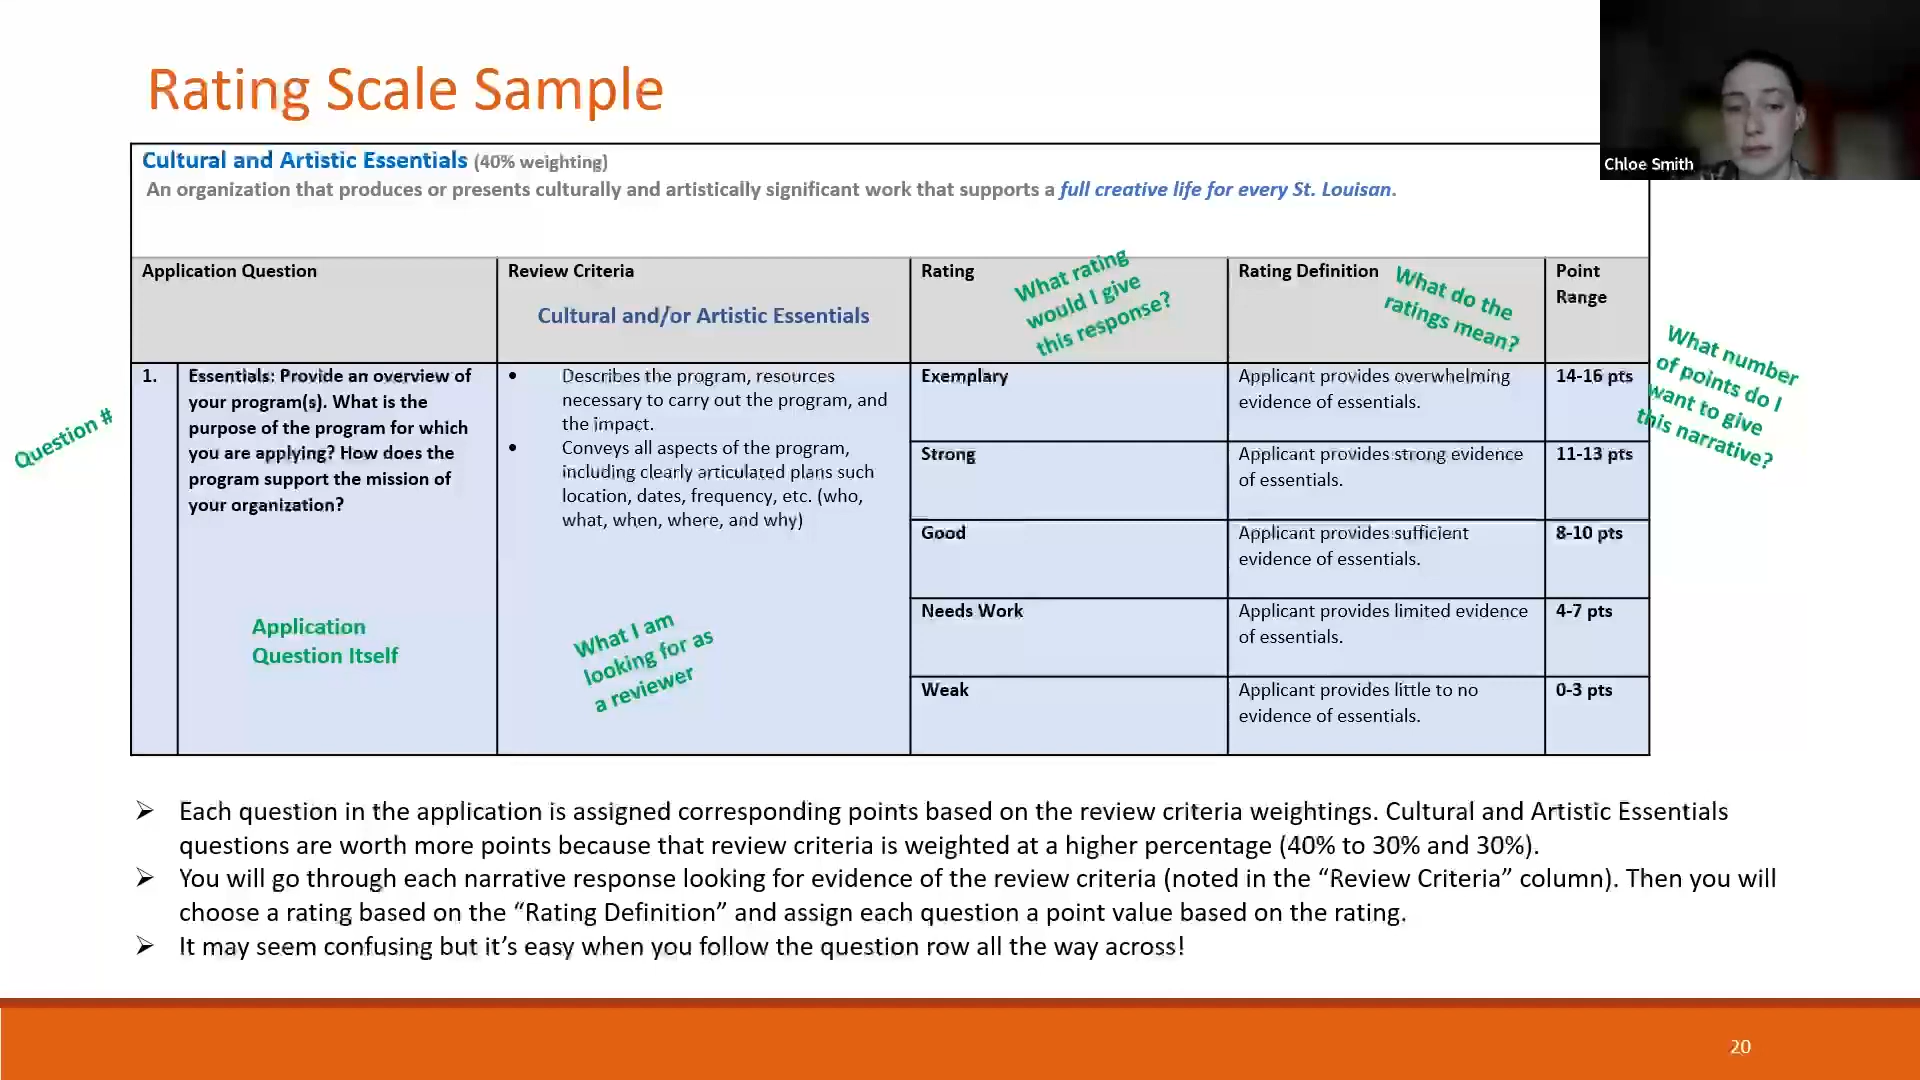 Rating Scale Sample
Chloe Smith
Cultural and Artistic Essentials (40% weighting)
An organization that produces or presents culturally and artistically significant work that supports a full creative life for every St. Louisan.
Application Question
Review Criteria
Cultural and/or Artistic Essentials
Rating
What rating
would I give
this response?
Rating Definition
What do the
ratings mean?
Point
Range
What number
of points do I
want to give
this narrative?
Question #
1.
Essentials: Provide an overview of
your program(s). What is the
purpose of the program for which
you are applying? How does the
program support the mission of
your organization?
Application
Question Itself
• Describes the program, resources
necessary to carry out the program, and
the impact.
• Conveys all aspects of the program,
including clearly articulated plans such
location, dates, frequency, etc. (who,
what, when, where, and why)
What I am
looking for as
a reviewer
Exemplary
Applicant provides overwhelming
evidence of essentials.
14-16 pts
Strong
Applicant provides strong evidence
of essentials.
11-13 pts
Good
Applicant provides sufficient
evidence of essentials.
8-10 pts
Needs Work
Applicant provides limited evidence
of essentials.
4-7 pts
Weak
Applicant provides little to no
evidence of essentials.
0-3 pts
➢ Each question in the application is assigned corresponding points based on the review criteria weightings. Cultural and Artistic Essentials
questions are worth more points because that review criteria is weighted at a higher percentage (40% to 30% and 30%).
➢ You will go through each narrative response looking for evidence of the review criteria (noted in the “Review Criteria” column). Then you will
choose a rating based on the “Rating Definition” and assign each question a point value based on the rating.
➢ It may seem confusing but it’s easy when you follow the question row all the way across!
20